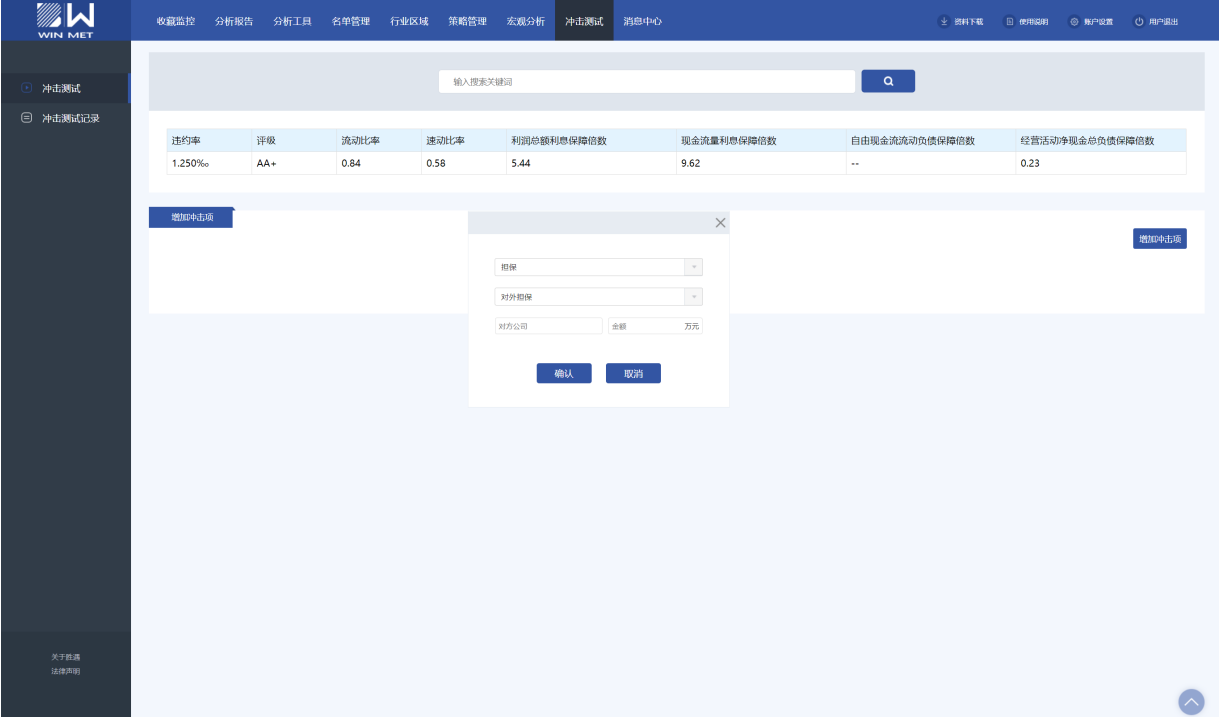 WIN MET
收藏监控 分析报告 分析工具 名单管理 行业区域 策略管理 宏观分析 冲击测试 消息中心 资料下载 使用说明 账户设置 用户退出
冲击测试
冲击测试记录
输入搜索关键词
违约率 评级 流动比率 速动比率 利润总额利息保障倍数 现金流量利息保障倍数 自由现金流流动负债保障倍数 经营活动净现金总负债保障倍数
1.250‰ AA+ 0.84 0.58 5.44 9.62 -- 0.23
增加冲击项
增加冲击项
担保
对外担保
对方公司 金额 万元
确认 取消
关于胜遇
法律声明